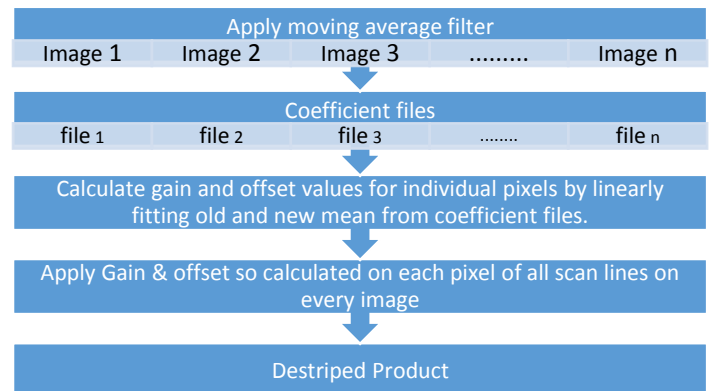 Apply moving average filter
Image 1 Image 2 Image 3 ......... Image n
Coefficient files
file 1 file 2 file 3 ........ file n
Calculate gain and offset values for individual pixels by linearly
fitting old and new mean from coefficient files.
Apply Gain & offset so calculated on each pixel of all scan lines on
every image
Destriped Product